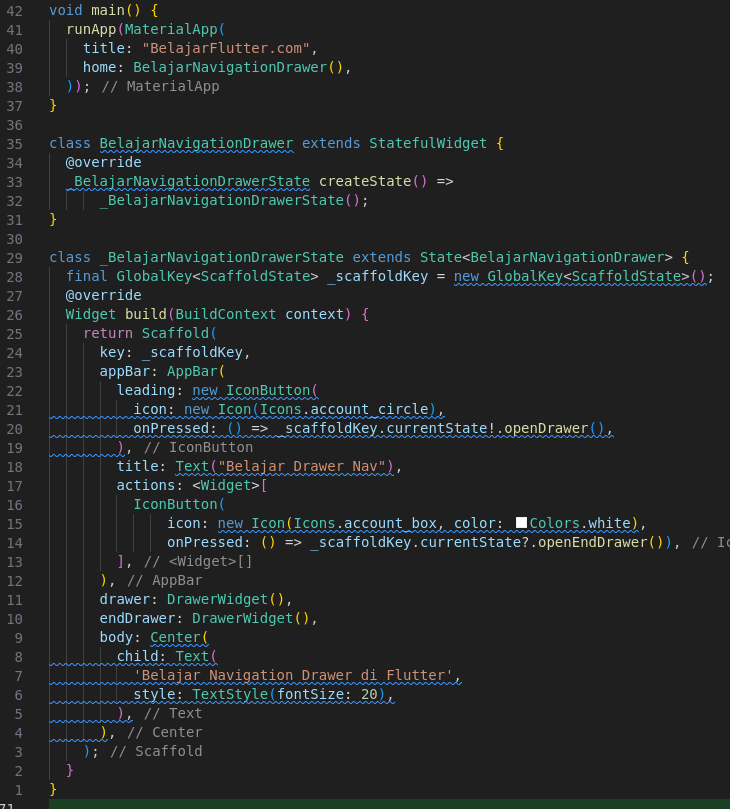 42 void main() {
41   runApp(MaterialApp(
40     title: "BelajarFlutter.com",
39     home: BelajarNavigationDrawer(),
38   )); // MaterialApp
37 }
36
35 class BelajarNavigationDrawer extends StatefulWidget {
34   @override
33   _BelajarNavigationDrawerState createState() =>
32       _BelajarNavigationDrawerState();
31 }
30
29 class _BelajarNavigationDrawerState extends State<BelajarNavigationDrawer> {
28   final GlobalKey<ScaffoldState> _scaffoldKey = new GlobalKey<ScaffoldState>();
27   @override
26   Widget build(BuildContext context) {
25     return Scaffold(
24       key: _scaffoldKey,
23       appBar: AppBar(
22         leading: new IconButton(
21           icon: new Icon(Icons.account_circle),
20           onPressed: () => _scaffoldKey.currentState!.openDrawer(),
19         ), // IconButton
18         title: Text("Belajar Drawer Nav"),
17         actions: <Widget>[
16           IconButton(
15               icon: new Icon(Icons.account_box, color: Colors.white),
14               onPressed: () => _scaffoldKey.currentState?.openEndDrawer()), // Ic
13         ], // <Widget>[]
12       ), // AppBar
11       drawer: DrawerWidget(),
10       endDrawer: DrawerWidget(),
9       body: Center(
8         child: Text(
7           'Belajar Navigation Drawer di Flutter',
6           style: TextStyle(fontSize: 20),
5         ), // Text
4       ), // Center
3     ); // Scaffold
2   }
1 }
71